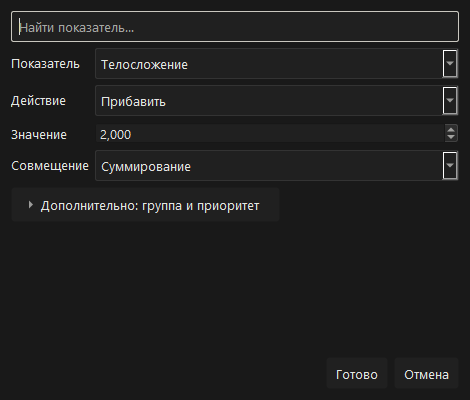 Найти показатель...
Показатель Телосложение
Действие Прибавить
Значение 2,000
Совмещение Суммирование
Дополнительно: группа и приоритет
Готово Отмена